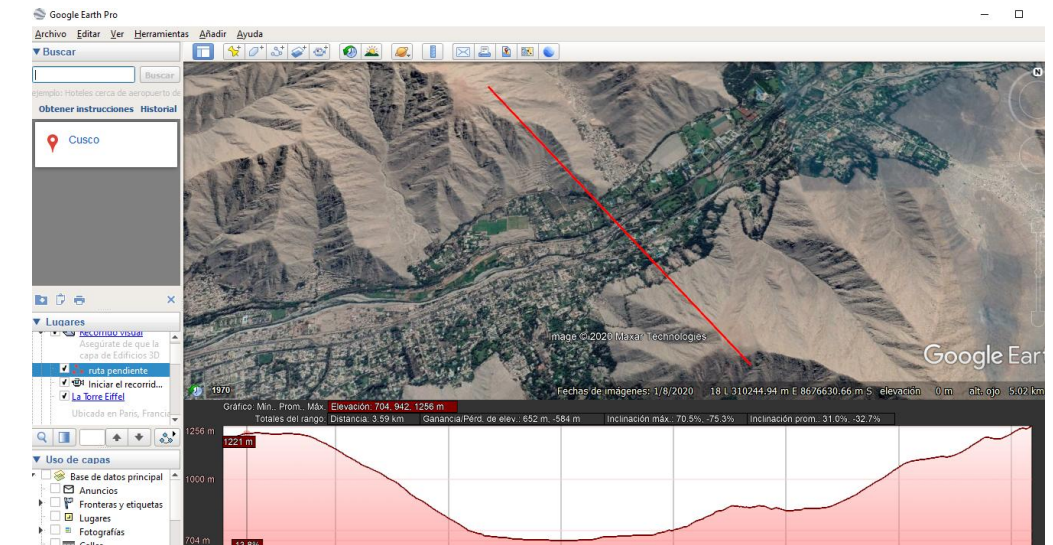 Google Earth Pro
Archivo Editar Ver Herramientas Añadir Ayuda
Buscar
Buscar
ejemplo: Hoteles cerca de aeropuerto de
Obtener instrucciones Historial
Cusco
Lugares
Recorrido visual
Asegúrate de que la
capa de Edificios 3D
ruta pendiente
Iniciar el recorrid...
La Torre Eiffel
Ubicada en Paris, Francia
Uso de capas
Base de datos principal
Anuncios
Fronteras y etiquetas
Lugares
Fotografías
Calles
N
Image © 2020 Maxar Technologies
Google Eart
1970
Fechas de imágenes: 1/8/2020 18 L 310244.94 m E 8676630.66 m S elevación 0 m alt. ojo 5.02 km
Gráfico: Mín., Prom., Máx. Elevación: 704, 942, 1256 m
Totales del rango: Distancia: 3.59 km Ganancia/Pérd. de elev.: 652 m, -584 m Inclinación máx.: 70.5%, -75.3% Inclinación prom.: 31.0%, -32.7%
1256 m
1221 m
1000 m
704 m
13.8%